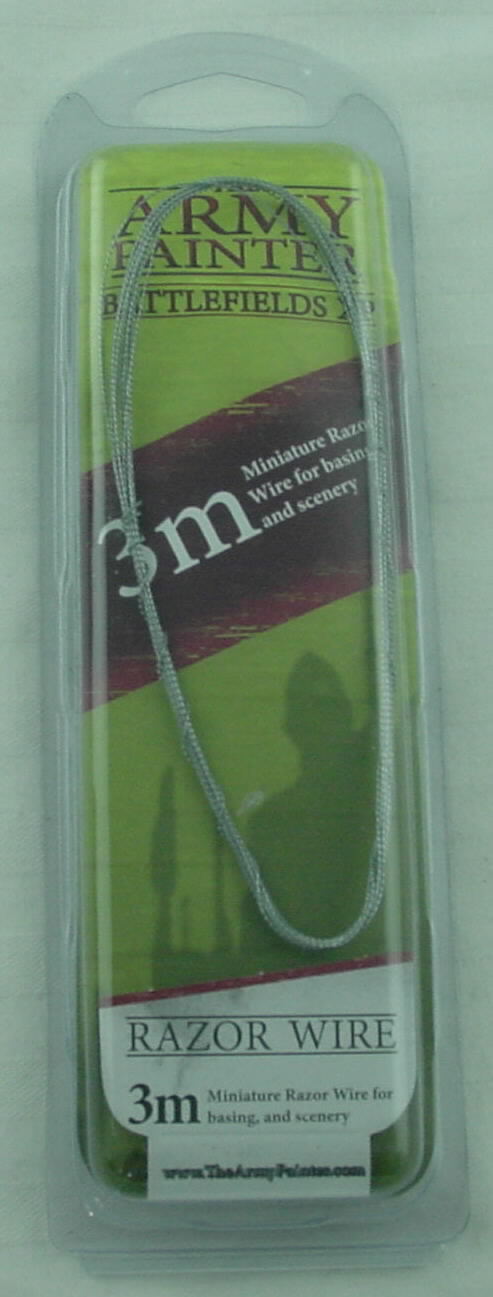 ARMY
PAINTER
BATTLEFIELDS XP
3m
Miniature Razor
Wire for basing
and scenery
RAZOR WIRE
3m
Miniature Razor Wire for
basing, and scenery
www.TheArmyPainter.com